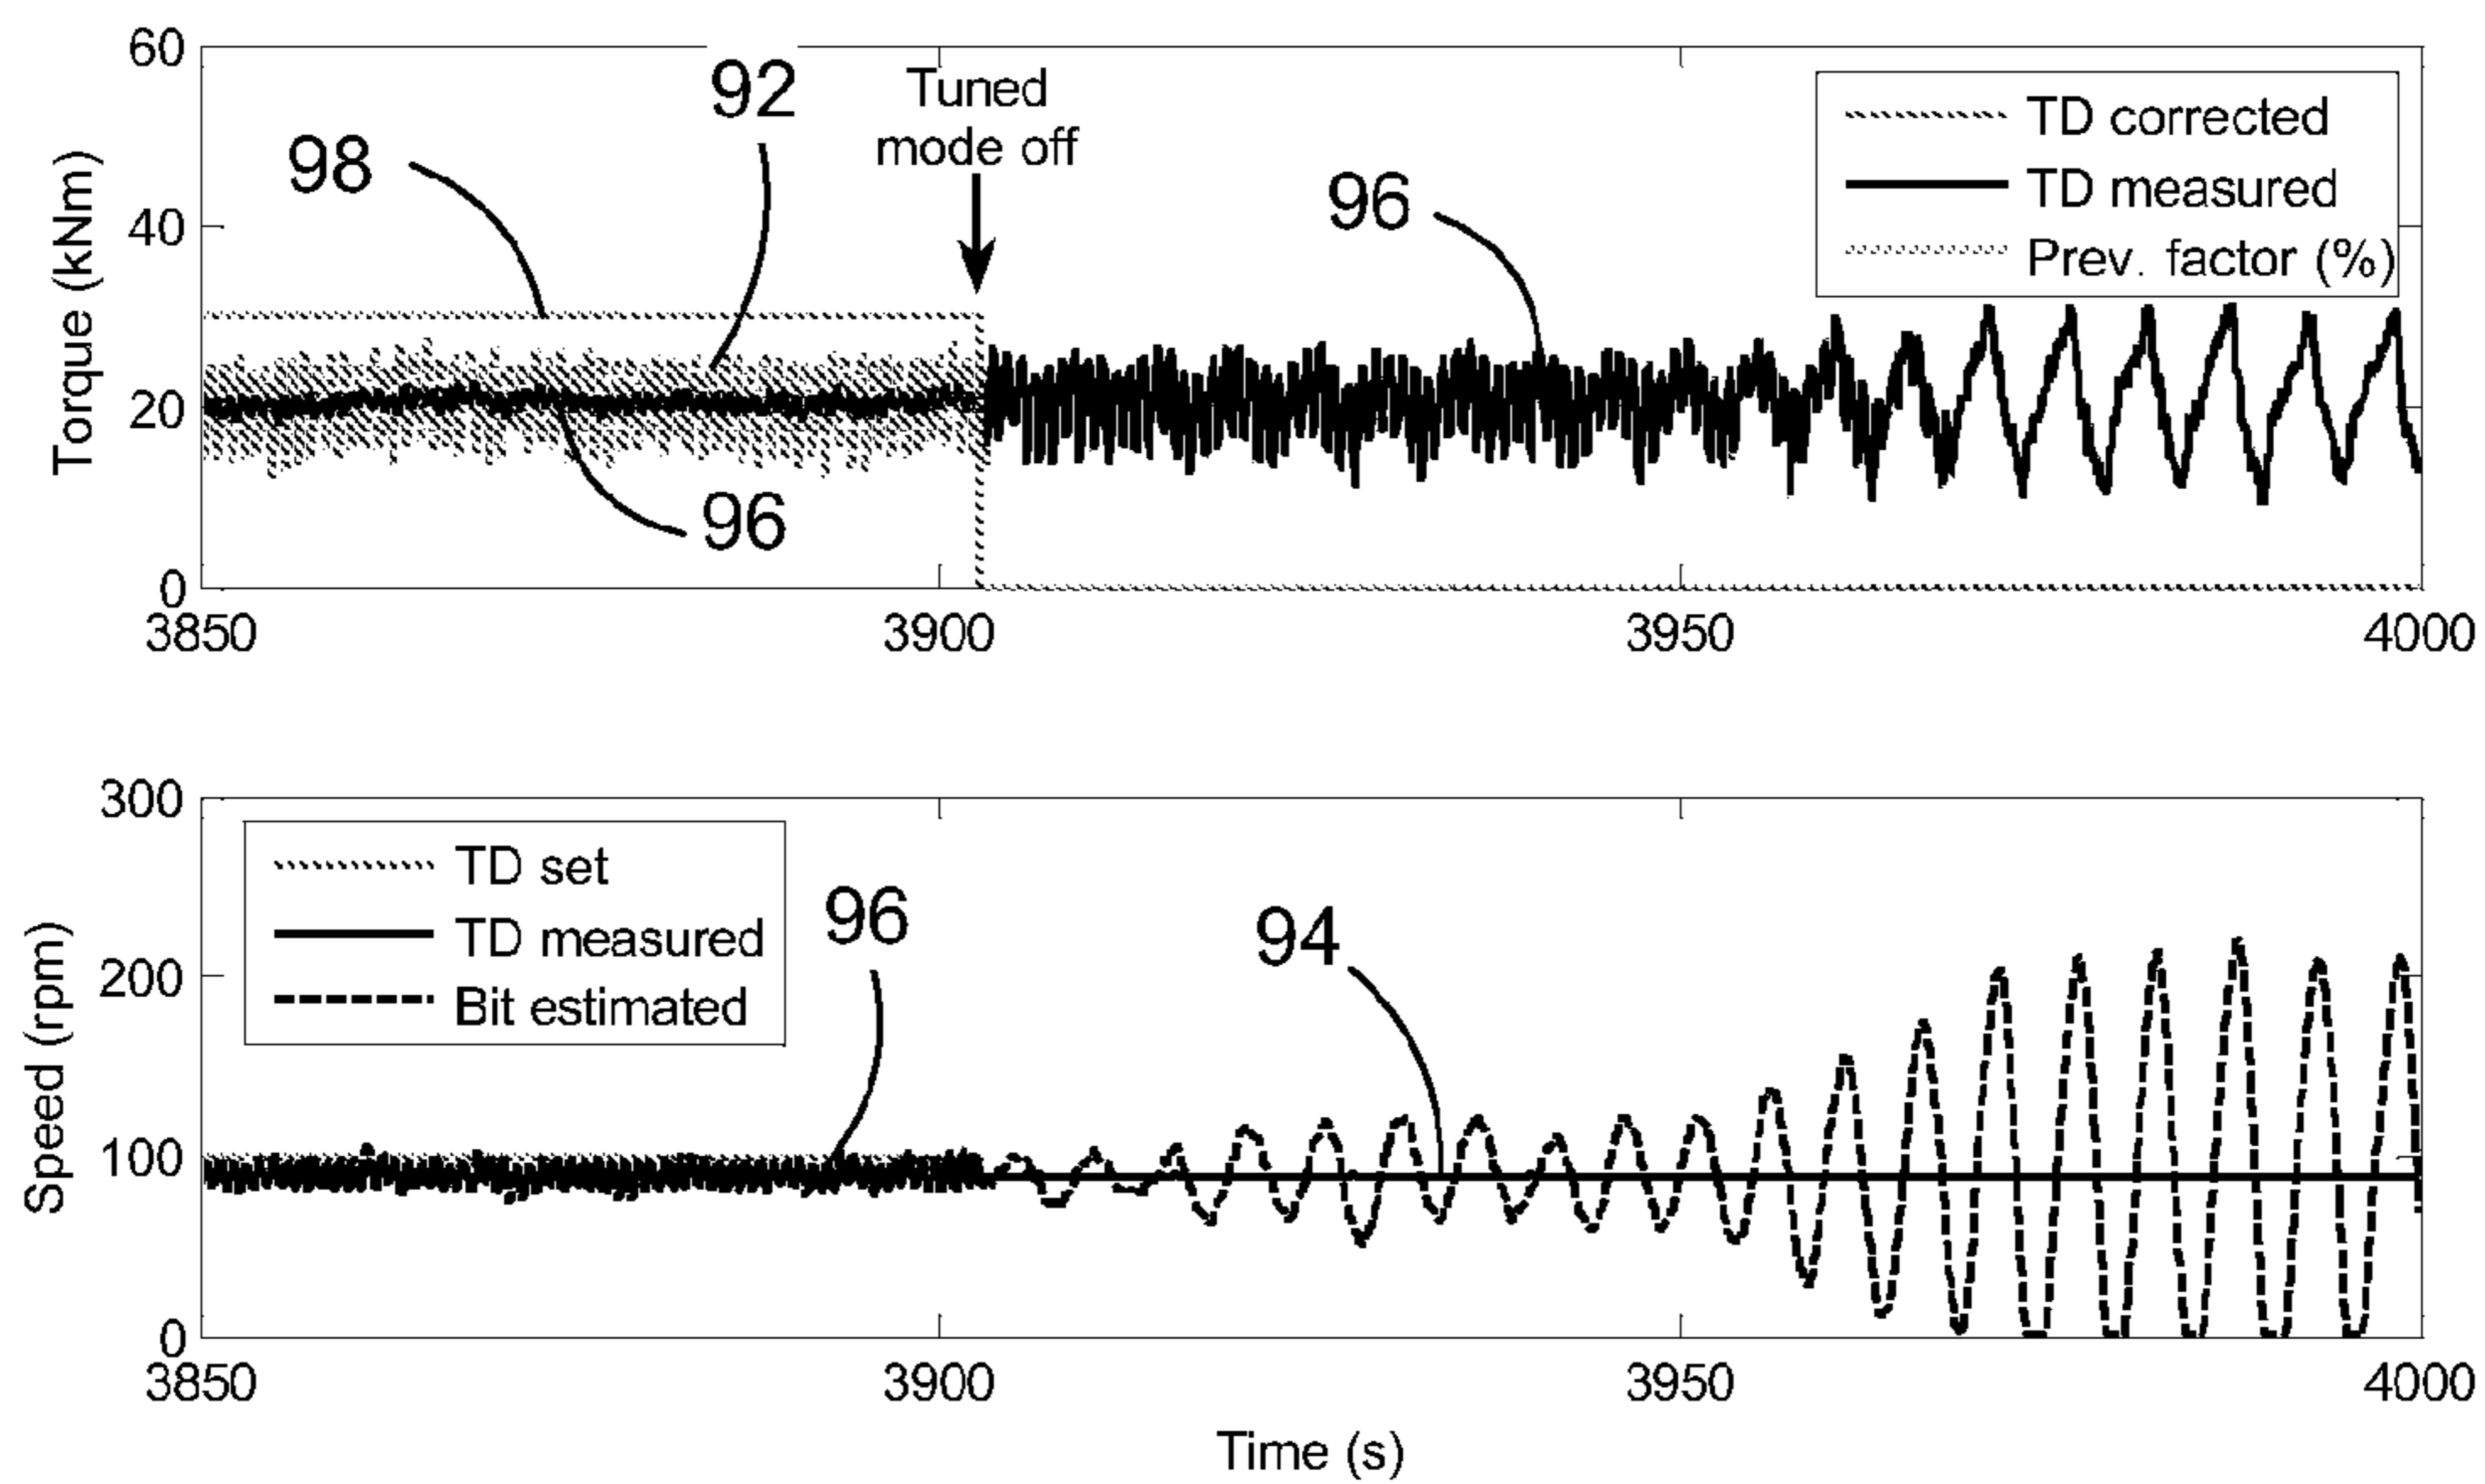 60
40
20
0
Torque (kNm)
98
92
Tuned
mode off
96
96
TD corrected
TD measured
Prev. factor (%)
3850
3900
3950
4000
300
200
100
0
Speed (rpm)
TD set
TD measured
Bit estimated
96
94
3850
3900
3950
4000
Time (s)